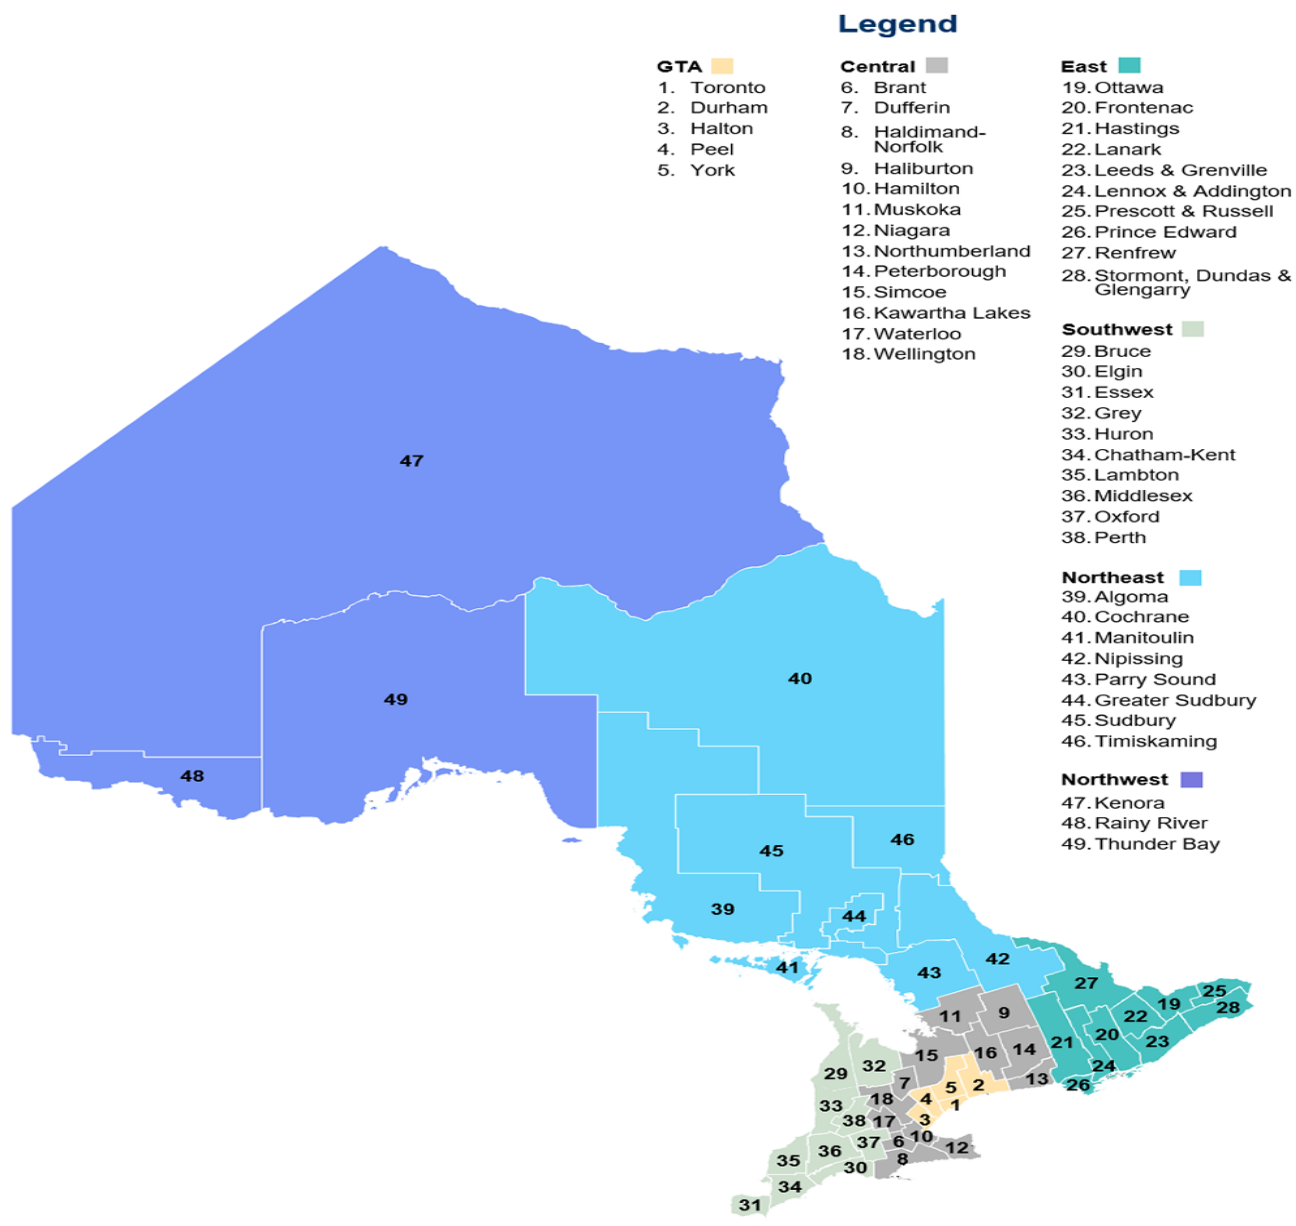 Legend
GTA
1. Toronto
2. Durham
3. Halton
4. Peel
5. York
Central
6. Brant
7. Dufferin
8. Haldimand-
Norfolk
9. Haliburton
10. Hamilton
11. Muskoka
12. Niagara
13. Northumberland
14. Peterborough
15. Simcoe
16. Kawartha Lakes
17. Waterloo
18. Wellington
East
19. Ottawa
20. Frontenac
21. Hastings
22. Lanark
23. Leeds & Grenville
24. Lennox & Addington
25. Prescott & Russell
26. Prince Edward
27. Renfrew
28. Stormont, Dundas &
Glengarry
Southwest
29. Bruce
30. Elgin
31. Essex
32. Grey
33. Huron
34. Chatham-Kent
35. Lambton
36. Middlesex
37. Oxford
38. Perth
Northeast
39. Algoma
40. Cochrane
41. Manitoulin
42. Nipissing
43. Parry Sound
44. Greater Sudbury
45. Sudbury
46. Timiskaming
Northwest
47. Kenora
48. Rainy River
49. Thunder Bay
47
40
49
48
46
45
39
44
41
43
42
27
25
19
28
11
9
22
20
21
23
15
16
14
24
32
29
7
5
2
13
26
18
4
1
33
38
17
3
10
6
37
12
36
8
35
30
34
31